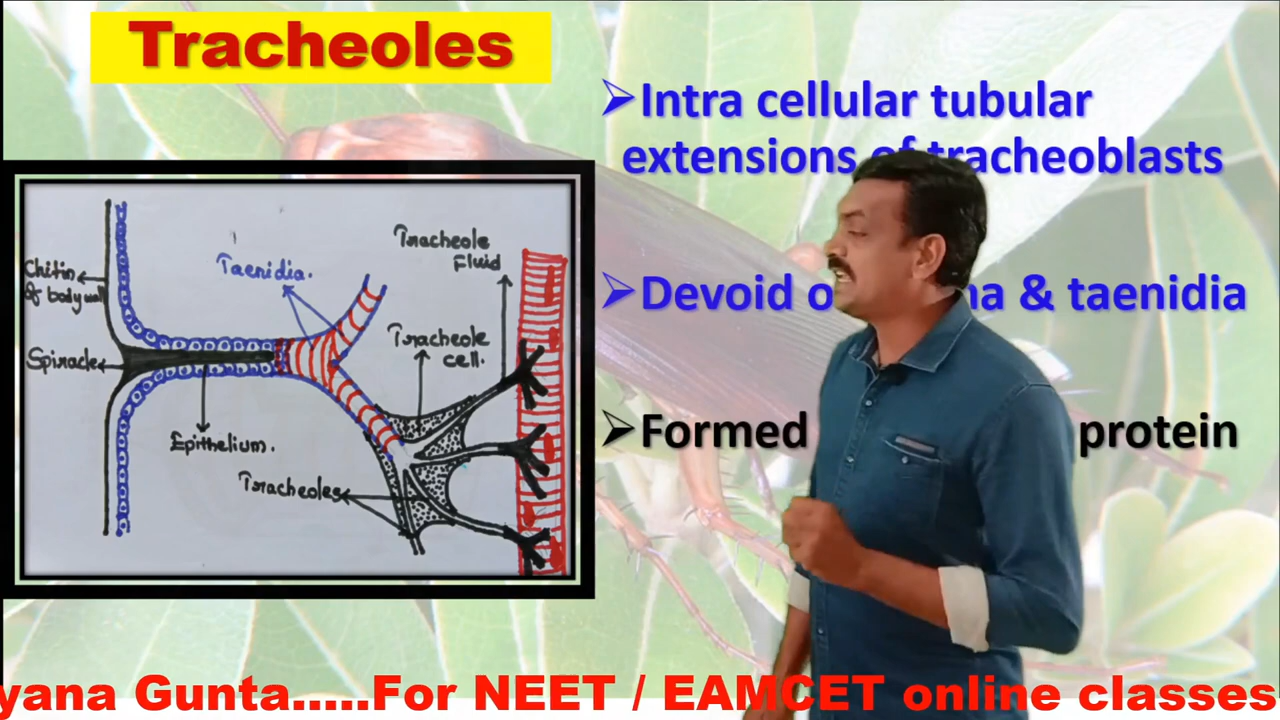 Tracheoles
➢Intra cellular tubular
extensions of tracheoblasts
➢Devoid & taenidia
➢Formed protein
Tracheole
Fluid
Taenidia.
Chitin
of body wall
Tracheole
cell.
Spiracle
Epithelium.
Tracheoles
yana Gunta.....For NEET / EAMCET online classes